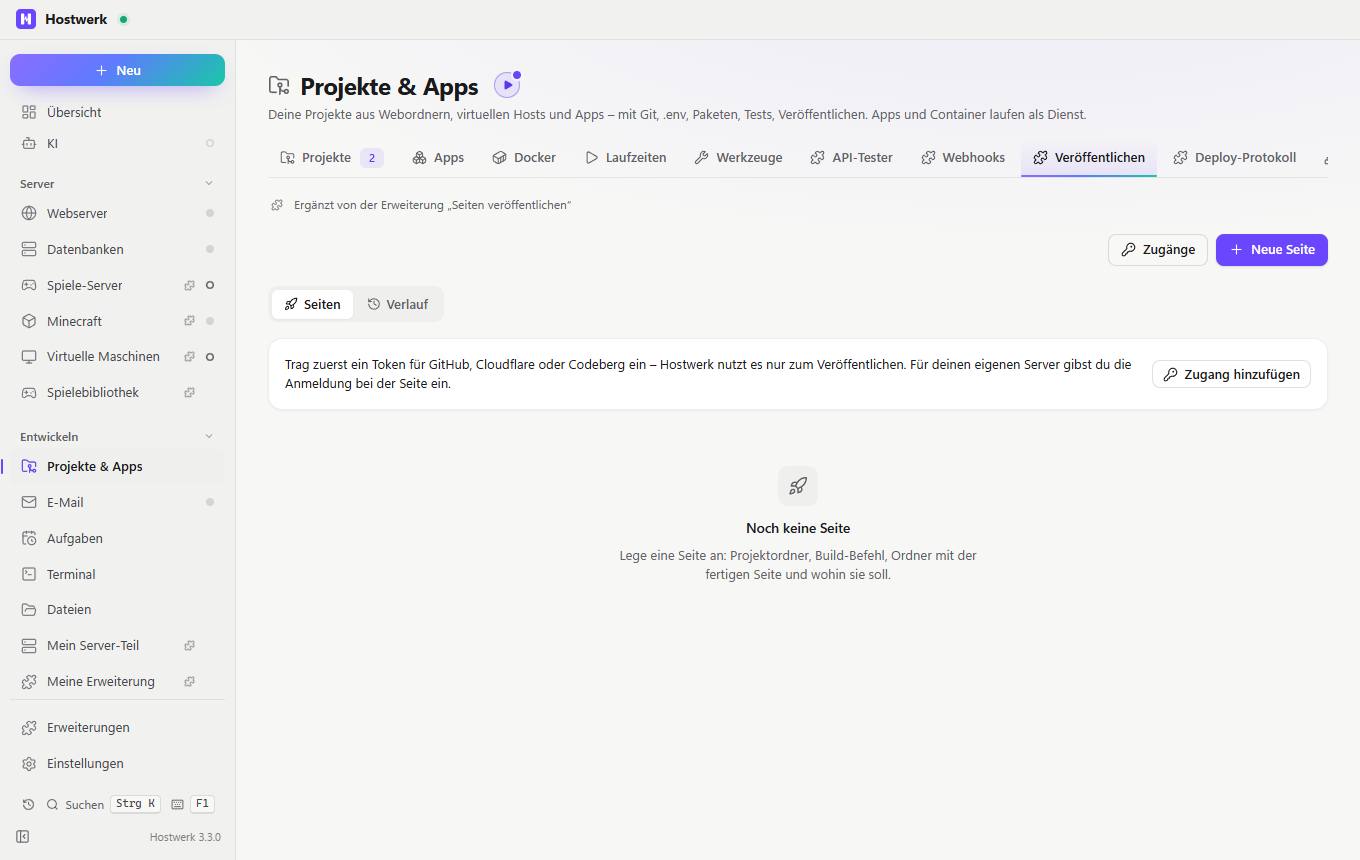 Hostwerk
Neu
Übersicht
KI
Server
Webserver
Datenbanken
Spiele-Server
Minecraft
Virtuelle Maschinen
Spielebibliothek
Entwickeln
Projekte & Apps
E-Mail
Aufgaben
Terminal
Dateien
Mein Server-Teil
Meine Erweiterung
Erweiterungen
Einstellungen
Suchen Strg K F1
Hostwerk 3.3.0
Projekte & Apps
Deine Projekte aus Webordnern, virtuellen Hosts und Apps – mit Git, .env, Paketen, Tests, Veröffentlichen. Apps und Container laufen als Dienst.
Projekte 2 Apps Docker Laufzeiten Werkzeuge API-Tester Webhooks Veröffentlichen Deploy-Protokoll
Ergänzt von der Erweiterung „Seiten veröffentlichen“
Zugänge Neue Seite
Seiten Verlauf
Trag zuerst ein Token für GitHub, Cloudflare oder Codeberg ein – Hostwerk nutzt es nur zum Veröffentlichen. Für deinen eigenen Server gibst du die
Anmeldung bei der Seite ein.
Zugang hinzufügen
Noch keine Seite
Lege eine Seite an: Projektordner, Build-Befehl, Ordner mit der
fertigen Seite und wohin sie soll.